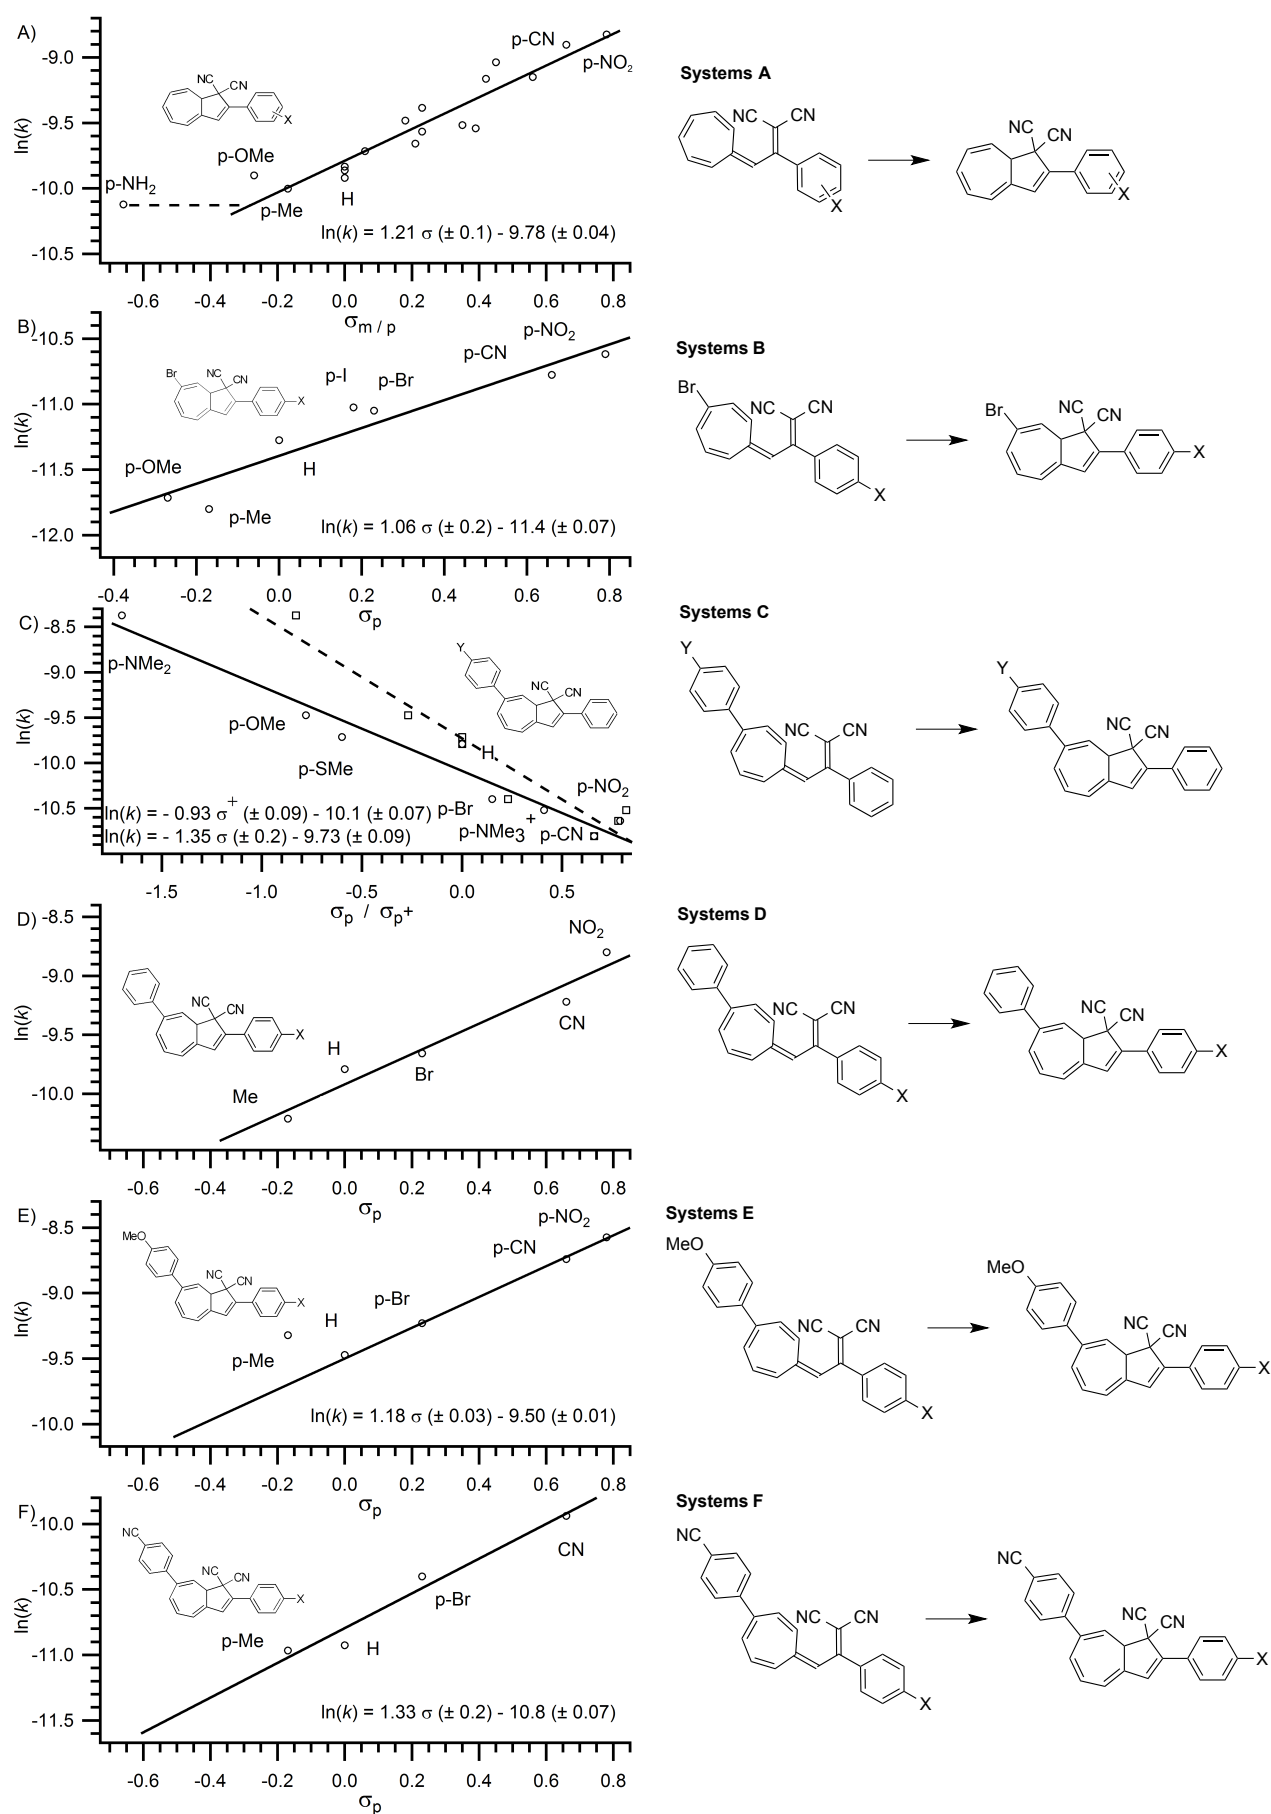 A)
ln(k)
-9.0
-9.5
-10.0
-10.5
NC
CN
X
p-CN
p-NO2
p-OMe
p-NH2
p-Me
H
ln(k) = 1.21 σ (± 0.1) - 9.78 (± 0.04)
-0.6 -0.4 -0.2 0.0 0.2 0.4 0.6 0.8
σm / p
Systems A
NC
CN
X
NC
CN
X
B)
ln(k)
-10.5
-11.0
-11.5
-12.0
Br
NC
CN
X
p-NO2
p-CN
p-I
p-Br
p-OMe
H
p-Me
ln(k) = 1.06 σ (± 0.2) - 11.4 (± 0.07)
-0.4 -0.2 0.0 0.2 0.4 0.6 0.8
σp
Systems B
Br
NC
CN
X
Br
NC
CN
X
C)
ln(k)
-8.5
-9.0
-9.5
-10.0
-10.5
Y
NC
CN
p-NMe2
p-OMe
p-SMe
H
p-NO2
p-Br
p-NMe3+
p-CN
ln(k) = - 0.93 σ+ (± 0.09) - 10.1 (± 0.07)
ln(k) = - 1.35 σ (± 0.2) - 9.73 (± 0.09)
-1.5 -1.0 -0.5 0.0 0.5
σp / σp+
Systems C
Y
NC
CN
Y
NC
CN
D)
ln(k)
-8.5
-9.0
-9.5
-10.0
NC
CN
X
NO2
CN
H
Br
Me
-0.6 -0.4 -0.2 0.0 0.2 0.4 0.6 0.8
σp
Systems D
NC
CN
X
NC
CN
X
E)
ln(k)
-8.5
-9.0
-9.5
-10.0
MeO
NC
CN
X
p-NO2
p-CN
p-Br
H
p-Me
ln(k) = 1.18 σ (± 0.03) - 9.50 (± 0.01)
-0.6 -0.4 -0.2 0.0 0.2 0.4 0.6 0.8
σp
Systems E
MeO
NC
CN
X
MeO
NC
CN
X
F)
ln(k)
-10.0
-10.5
-11.0
-11.5
NC
NC
CN
X
CN
p-Br
p-Me
H
ln(k) = 1.33 σ (± 0.2) - 10.8 (± 0.07)
-0.6 -0.4 -0.2 0.0 0.2 0.4 0.6 0.8
σp
Systems F
NC
NC
CN
X
NC
NC
CN
X